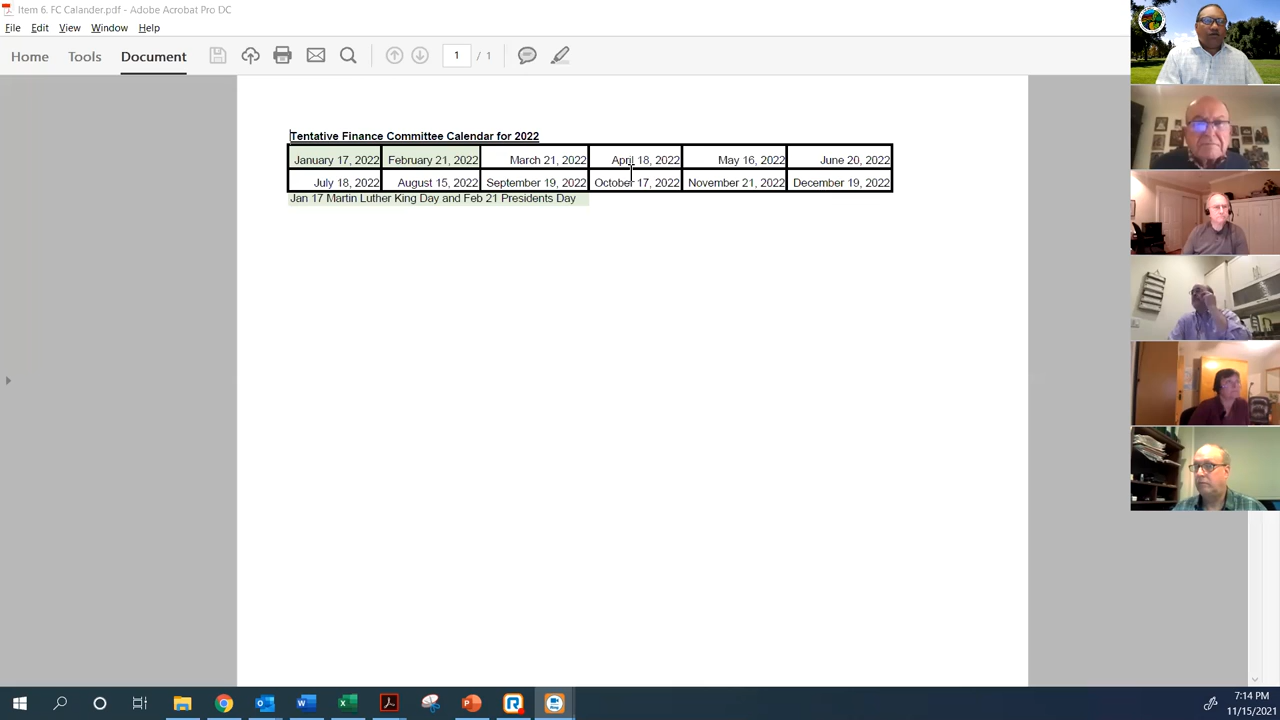 Item 6. FC Calander.pdf - Adobe Acrobat Pro DC
File Edit View Window Help
Home Tools Document 1 / 1
Tentative Finance Committee Calendar for 2022
January 17, 2022 February 21, 2022 March 21, 2022 April 18, 2022 May 16, 2022 June 20, 2022
July 18, 2022 August 15, 2022 September 19, 2022 October 17, 2022 November 21, 2022 December 19, 2022
Jan 17 Martin Luther King Day and Feb 21 Presidents Day
7:14 PM
11/15/2021